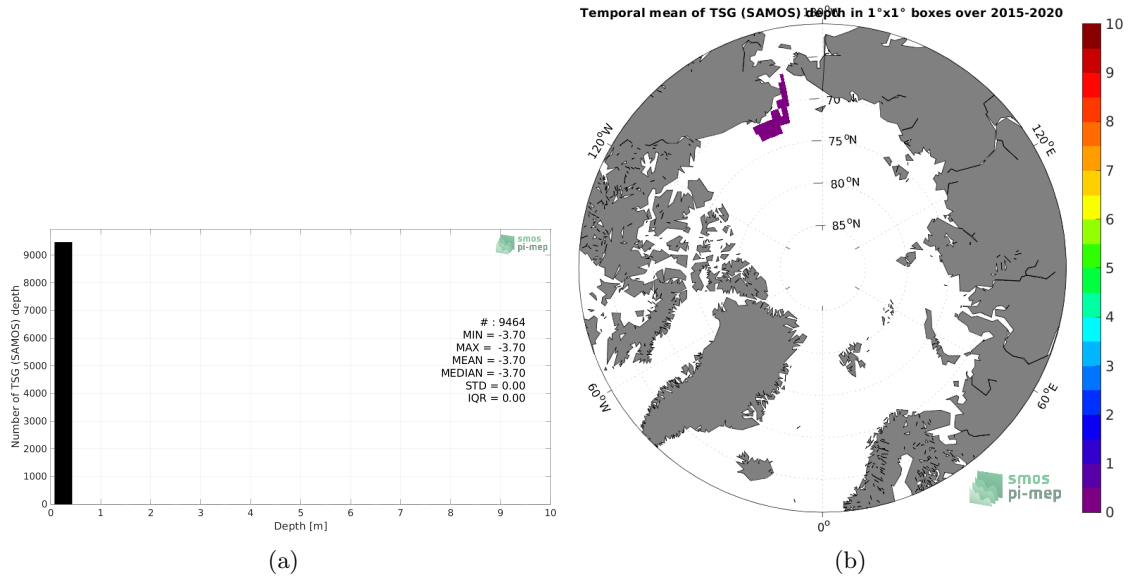 Temporal mean of TSG (SAMOS) depth in 1°x1° boxes over 2015-2020
180°W
120°W
120°E
60°W
60°E
0°
70°N
75°N
80°N
85°N
10
9
8
7
6
5
4
3
2
1
0
smos
pi-mep
Number of TSG (SAMOS) depth
9000
8000
7000
6000
5000
4000
3000
2000
1000
0
smos
pi-mep
# : 9464
MIN = -3.70
MAX = -3.70
MEAN = -3.70
MEDIAN = -3.70
STD = 0.00
IQR = 0.00
0 1 2 3 4 5 6 7 8 9 10
Depth [m]
(a)
(b)